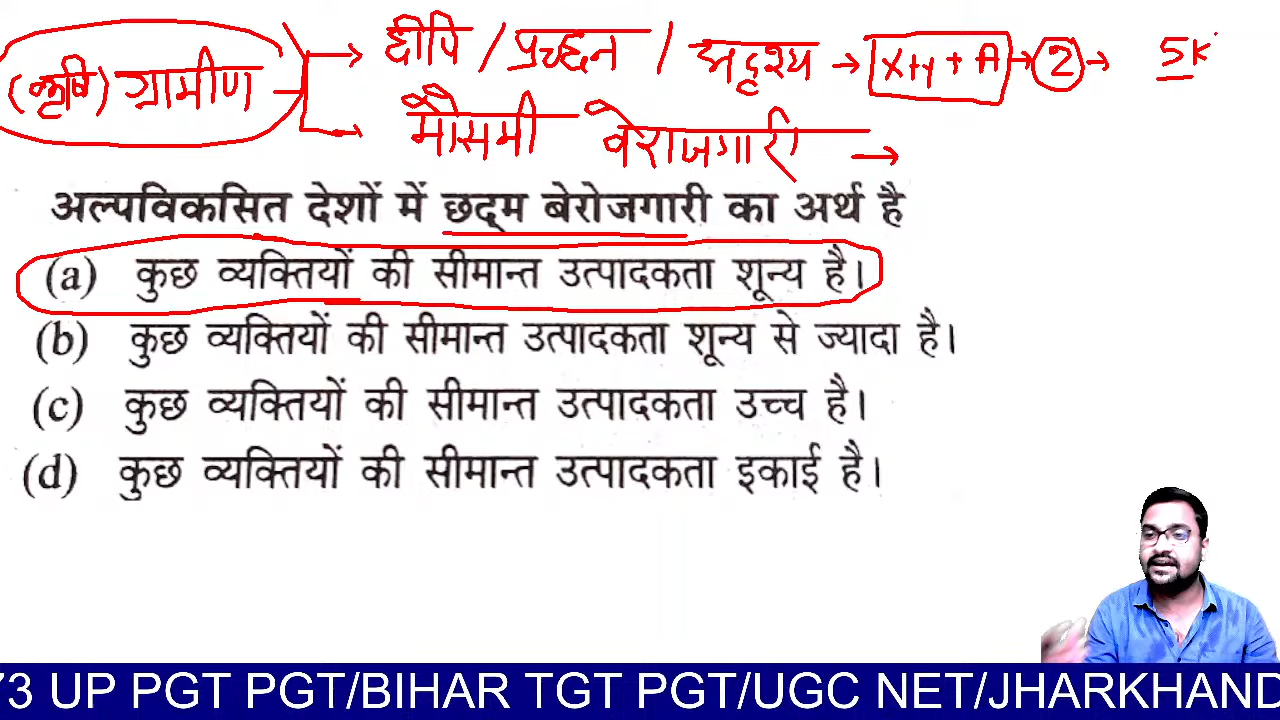 छीपि / प्रच्छन / अदृश्य → X+y+A → 2 → 5K
(कृषि) ग्रामीण
मौसमी वेराजगारी →
अल्पविकसित देशों में छद्म बेरोजगारी का अर्थ है
(a) कुछ व्यक्तियों की सीमान्त उत्पादकता शून्य है।
(b) कुछ व्यक्तियों की सीमान्त उत्पादकता शून्य से ज्यादा है।
(c) कुछ व्यक्तियों की सीमान्त उत्पादकता उच्च है।
(d) कुछ व्यक्तियों की सीमान्त उत्पादकता इकाई है।
73 UP PGT PGT/BIHAR TGT PGT/UGC NET/JHARKHAND